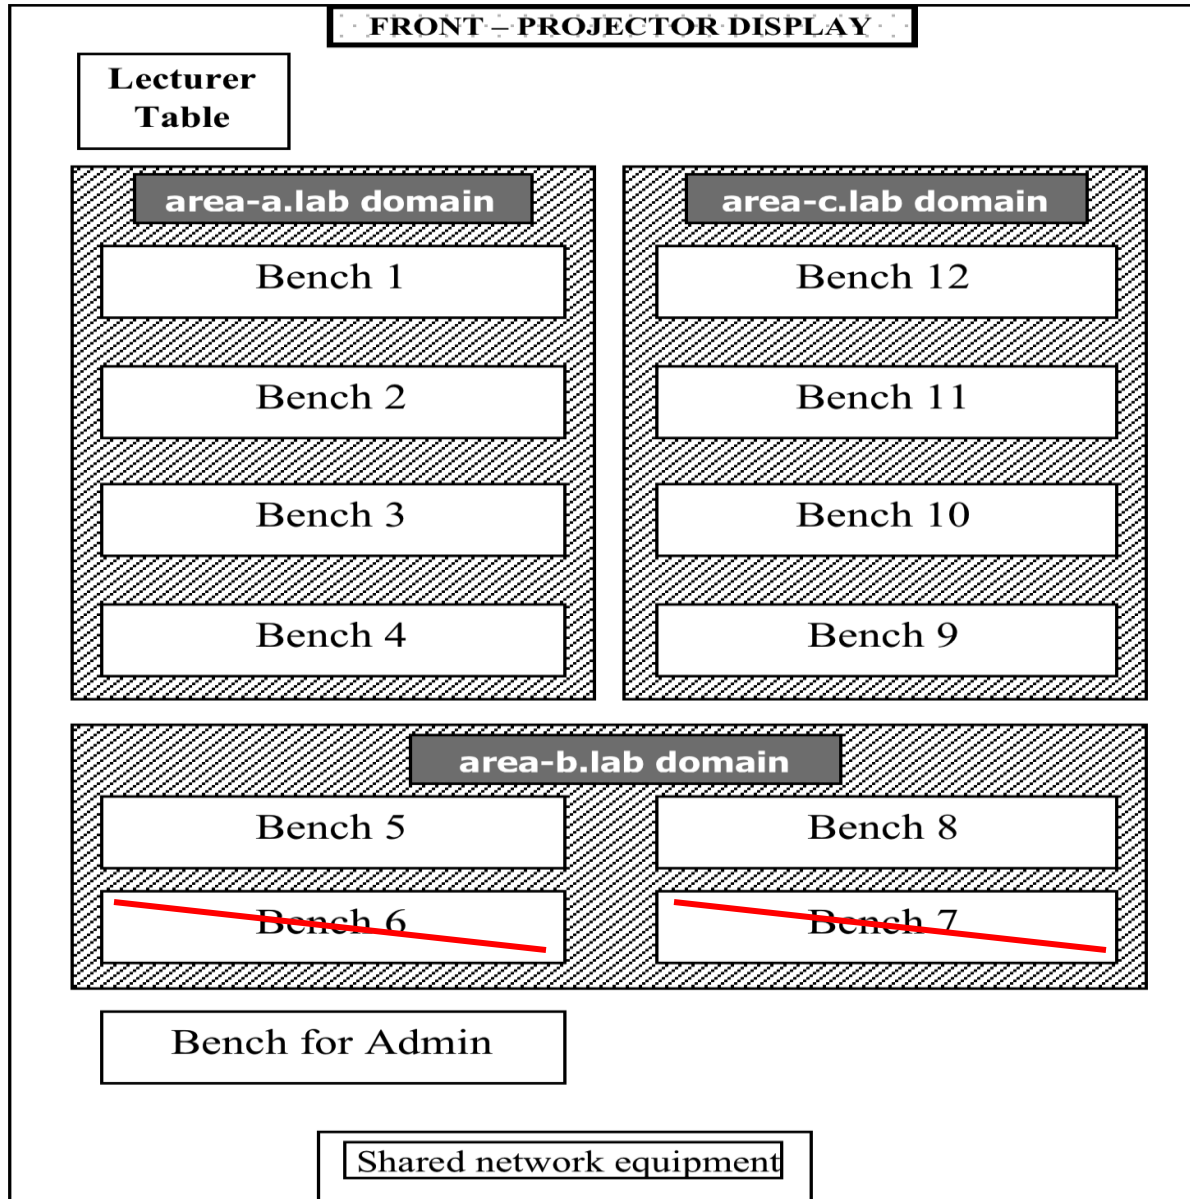 FRONT – PROJECTOR DISPLAY
Lecturer
Table
area-a.lab domain
Bench 1
Bench 2
Bench 3
Bench 4
area-c.lab domain
Bench 12
Bench 11
Bench 10
Bench 9
area-b.lab domain
Bench 5
Bench 8
Bench 6
Bench 7
Bench for Admin
Shared network equipment